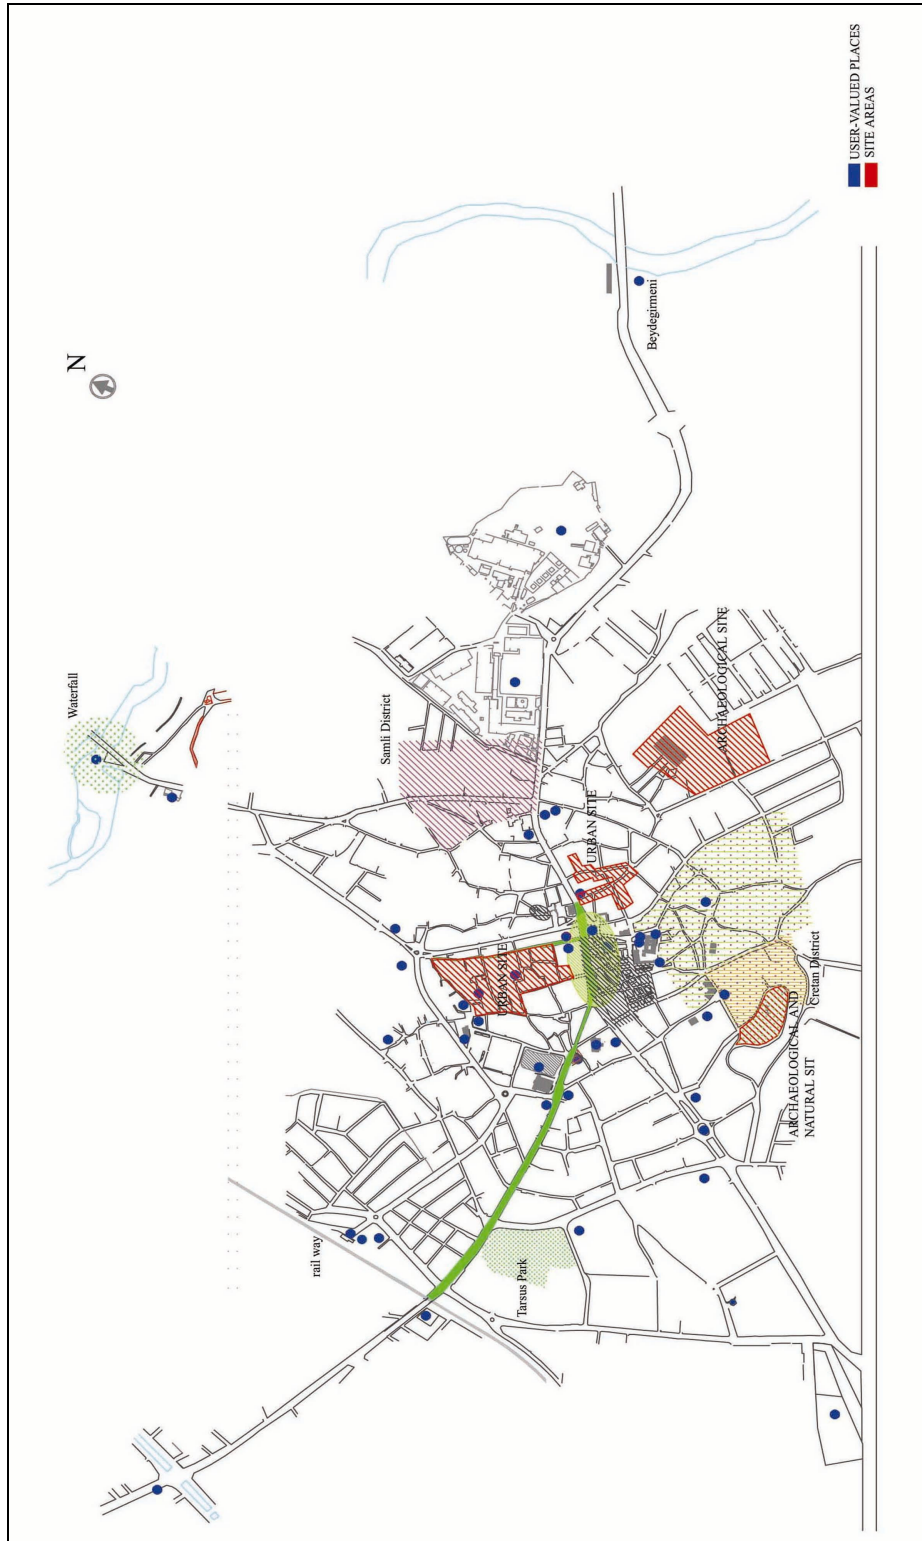 USER-VALUED PLACES
SITE AREAS
N
Beydegirmeni
Waterfall
Samli District
ARCHAEOLOGICAL SITE
URBAN SITE
URBAN SITE
Cretan District
ARCHAEOLOGICAL AND
NATURAL SIT
rail way
Tarsus Park